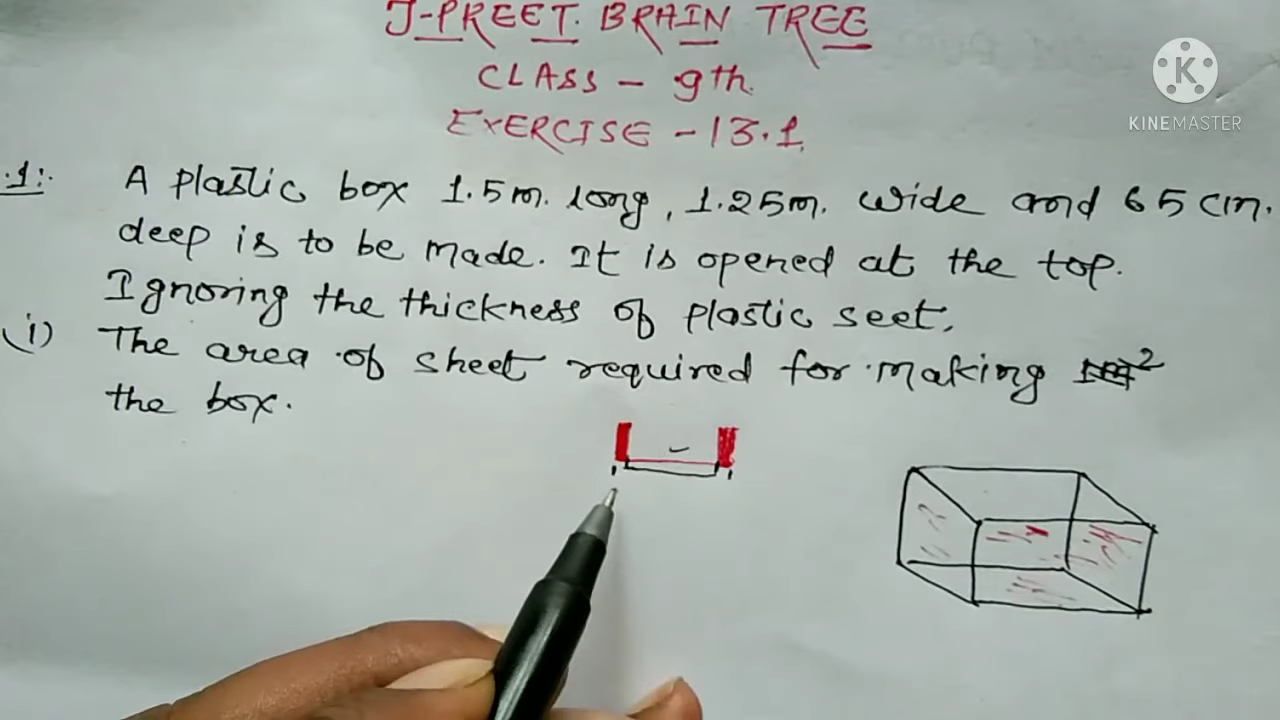 J-PREET. BRAIN TREE
CLASS - 9th.
EXERCISE - 13.1.
KINEMASTER
.1:. A plastic box 1.5m. long, 1.25m. wide and 65 cm.
deep is to be made. It is opened at the top.
Ignoring the thickness of plastic seet.
(i) The area of sheet required for making
the box.